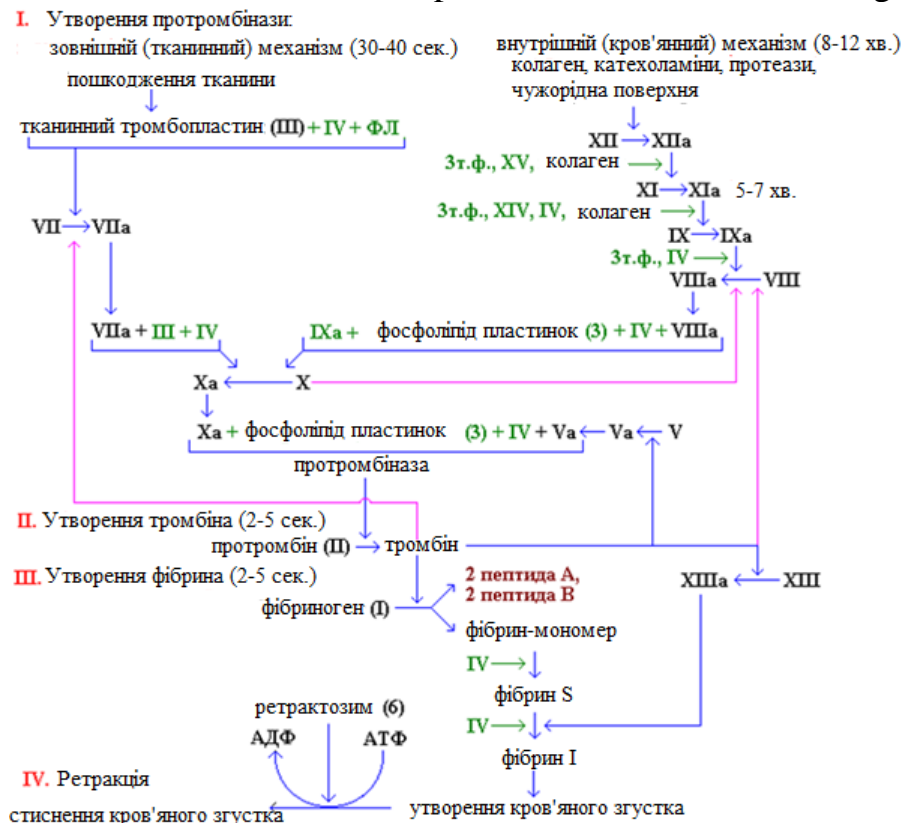 I. Утворення протромбінази:
зовнішній (тканинний) механізм (30-40 сек.)
пошкодження тканини
тканинний тромбопластин (III) + IV + ФЛ
внутрішній (кров'янний) механізм (8-12 хв.)
колаген, катехоламіни, протеази,
чужорідна поверхня
XII XIIa
3т.ф., XV, колаген
XI XIa 5-7 хв.
3т.ф., XIV, IV, колаген
VII VIIa
IX IXa
3т.ф., IV
VIIIa VIII
VIIa + III + IV
IXa + фосфоліпід пластинок (3) + IV + VIIIa
Xa X
Xa + фосфоліпід пластинок (3) + IV + Va Va V
протромбіназа
II. Утворення тромбіна (2-5 сек.)
протромбін (II) тромбін
III. Утворення фібрина (2-5 сек.)
2 пептида А,
2 пептида В
XIIIa XIII
фібриноген (I)
фібрин-мономер
IV
фібрин S
ретрактозим (6)
IV
АДФ АТФ
фібрин I
IV. Ретракція
стиснення кров'яного згустка
утворення кров'яного згустка